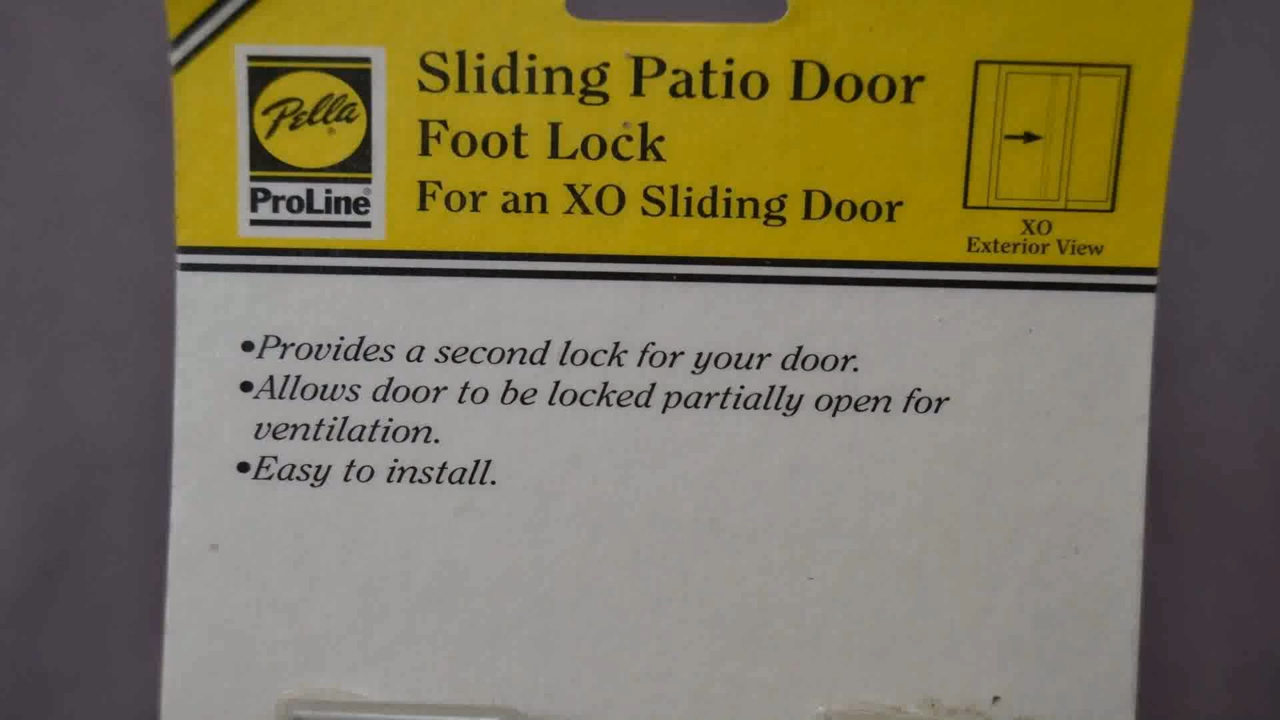 Pella®
ProLine®
Sliding Patio Door
Foot Lock
For an XO Sliding Door
XO
Exterior View
•Provides a second lock for your door.
•Allows door to be locked partially open for
ventilation.
•Easy to install.